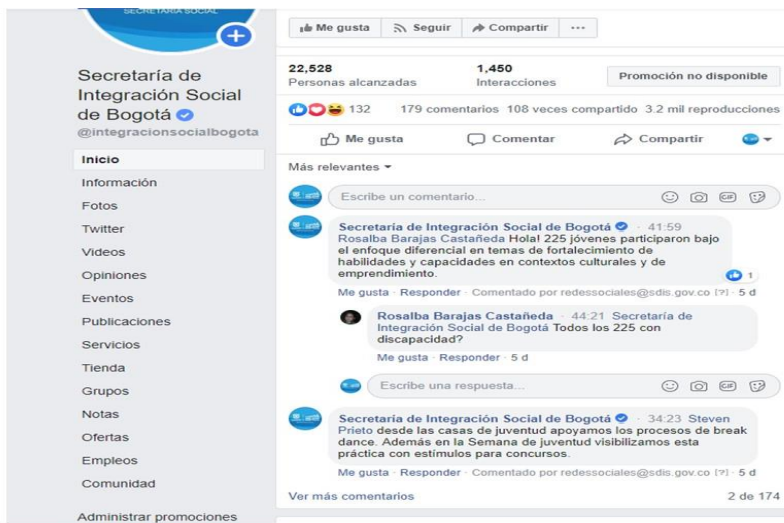 SECRETARÍA SOCIAL
Secretaría de
Integración Social
de Bogotá
@integracionsocialbogota
Inicio
Información
Fotos
Twitter
Videos
Opiniones
Eventos
Publicaciones
Servicios
Tienda
Grupos
Notas
Ofertas
Empleos
Comunidad
Administrar promociones
Me gusta Seguir Compartir ...
22,528 1,450
Personas alcanzadas Interacciones Promoción no disponible
132 179 comentarios 108 veces compartido 3.2 mil reproducciones
Me gusta Comentar Compartir
Más relevantes
Escribe un comentario... GIF
Secretaría de Integración Social de Bogotá · 41:59
Rosalba Barajas Castañeda Hola! 225 jóvenes participaron bajo
el enfoque diferencial en temas de fortalecimiento de
habilidades y capacidades en contextos culturales y de
emprendimiento. 1
Me gusta · Responder · Comentado por redessociales@sdis.gov.co [?] · 5 d
Rosalba Barajas Castañeda · 44:21 Secretaría de
Integración Social de Bogotá Todos los 225 con
discapacidad?
Me gusta · Responder · 5 d
Escribe una respuesta... GIF
Secretaría de Integración Social de Bogotá · 34:23 Steven
Prieto desde las casas de juventud apoyamos los procesos de break
dance. Además en la Semana de juventud visibilizamos esta
práctica con estímulos para concursos.
Me gusta · Responder · Comentado por redessociales@sdis.gov.co [?] · 5 d
Ver más comentarios 2 de 174